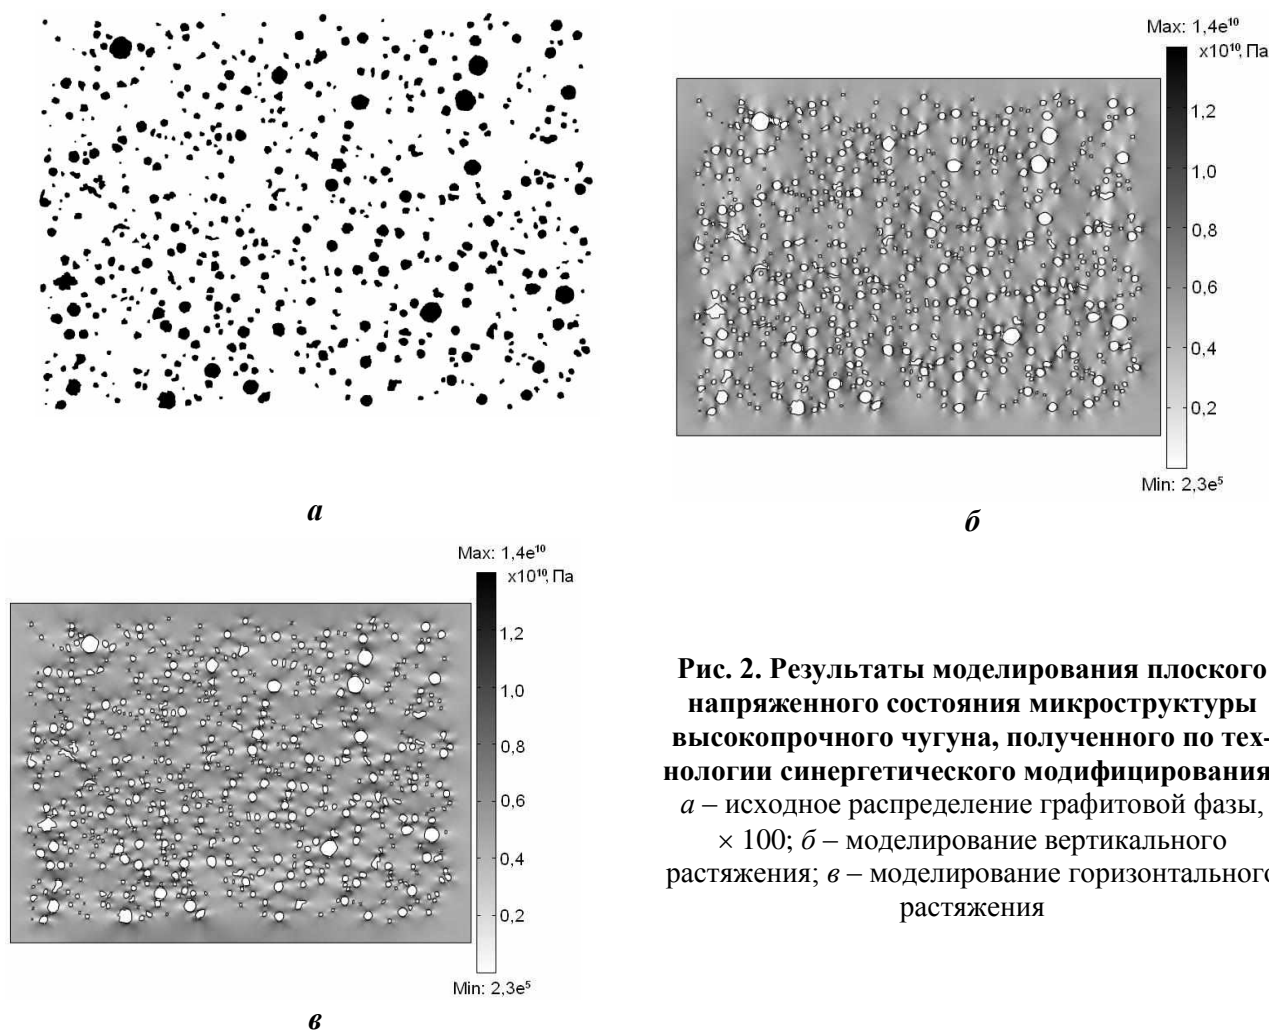 Max: 1,4e¹⁰
x10¹⁰, Па
1,2
1,0
0,8
0,6
0,4
0,2
Min: 2,3e⁵
а
б
Max: 1,4e¹⁰
x10¹⁰, Па
1,2
1,0
0,8
0,6
0,4
0,2
Min: 2,3e⁵
в
Рис. 2. Результаты моделирования плоского
напряженного состояния микроструктуры
высокопрочного чугуна, полученного по тех-
нологии синергетического модифицирования
а – исходное распределение графитовой фазы,
× 100; б – моделирование вертикального
растяжения; в – моделирование горизонтального
растяжения